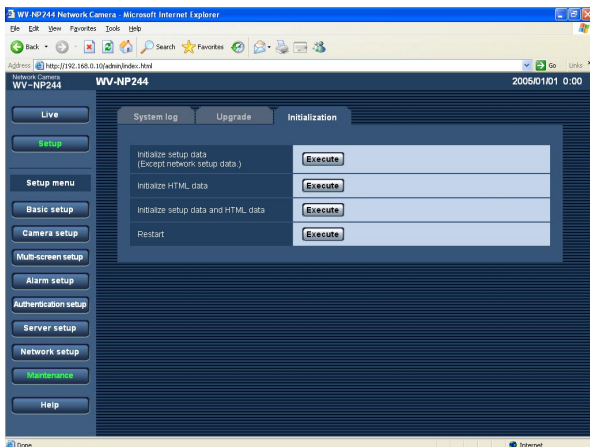 WV-NP244 Network Camera - Microsoft Internet Explorer
File Edit View Favorites Tools Help
Back Search Favorites
Address http://192.168.0.10/admin/index.html Go Links
Network Camera
WV-NP244
WV-NP244
2005/01/01 0:00
Live
Setup
Setup menu
Basic setup
Camera setup
Multi-screen setup
Alarm setup
Authentication setup
Server setup
Network setup
Maintenance
Help
System log Upgrade Initialization
Initialize setup data
(Except network setup data.)
Execute
Initialize HTML data
Execute
Initialize setup data and HTML data
Execute
Restart
Execute
Done
Internet